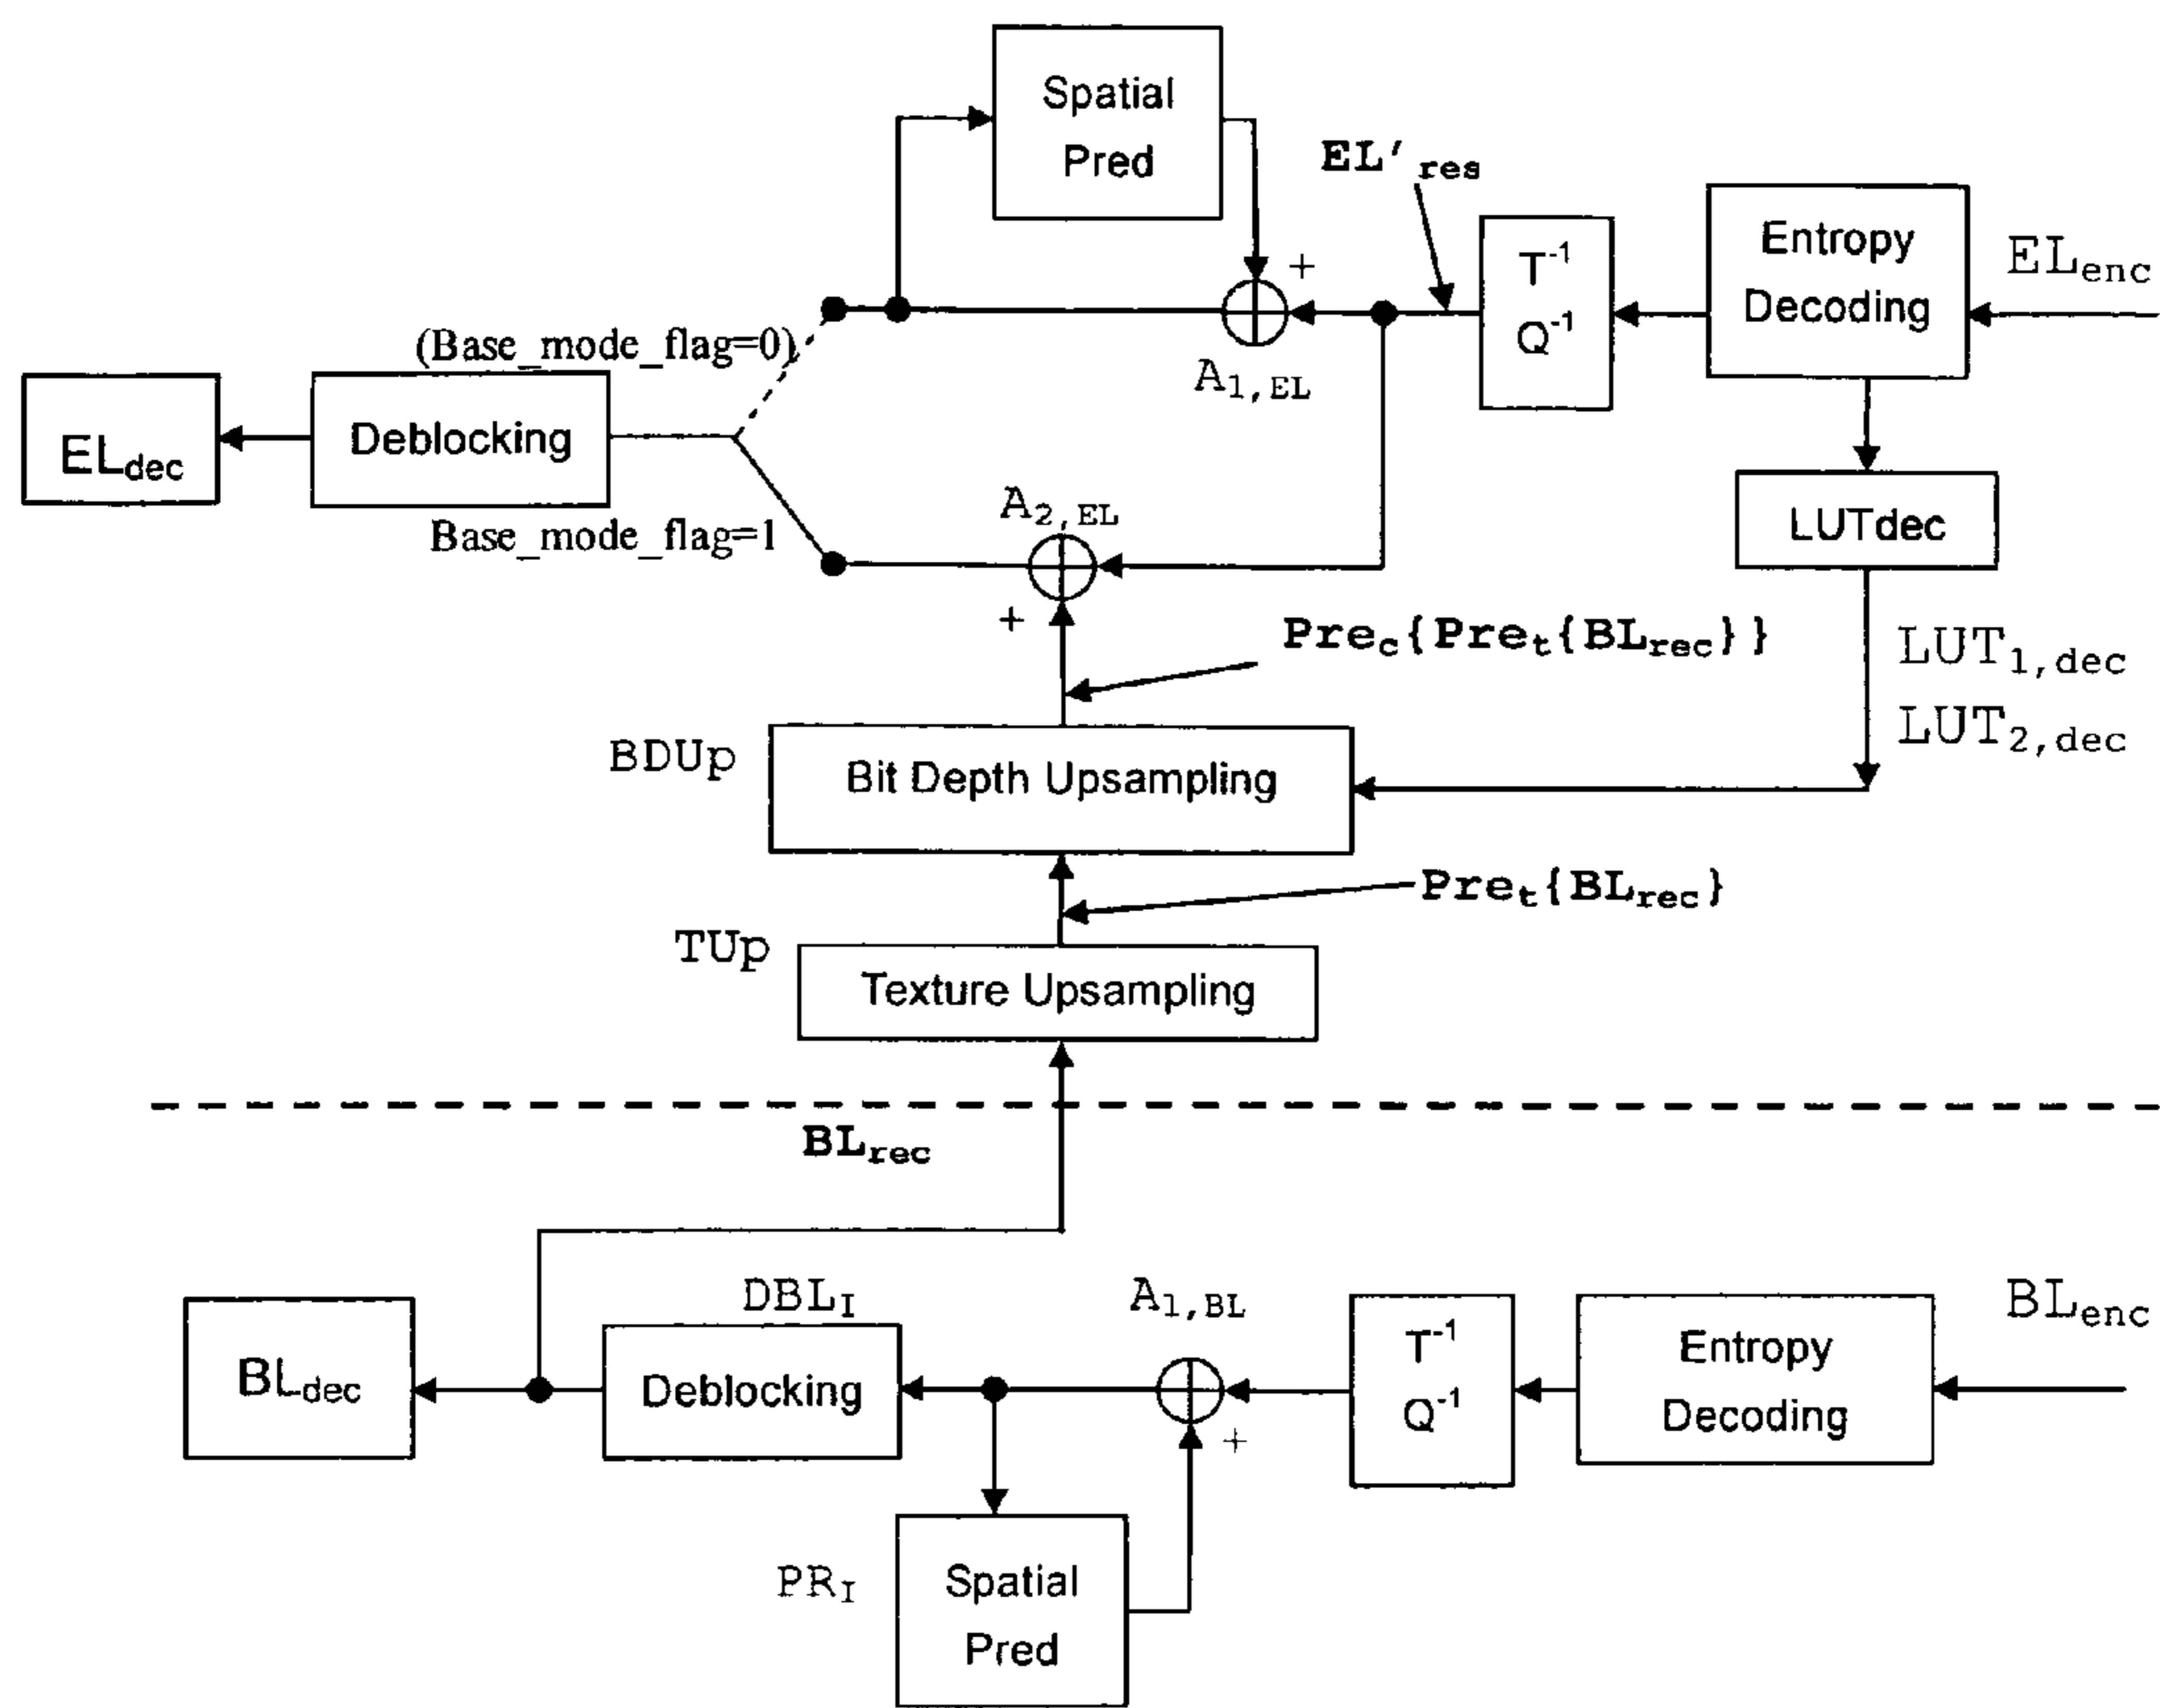 Spatial
Pred
EL'res
Entropy
Decoding
ELenc
T-1
Q-1
+
(Base_mode_flag=0)
A1,EL
ELdec
Deblocking
LUTdec
A2,EL
Base_mode_flag=1
+
Prec{Pret{BLrec}}
LUT1,dec
LUT2,dec
BDUp
Bit Depth Upsampling
Pret{BLrec}
TUp
Texture Upsampling
BLrec
DBLI
A1,BL
BLenc
BLdec
Deblocking
T-1
Q-1
Entropy
Decoding
+
PRI
Spatial
Pred